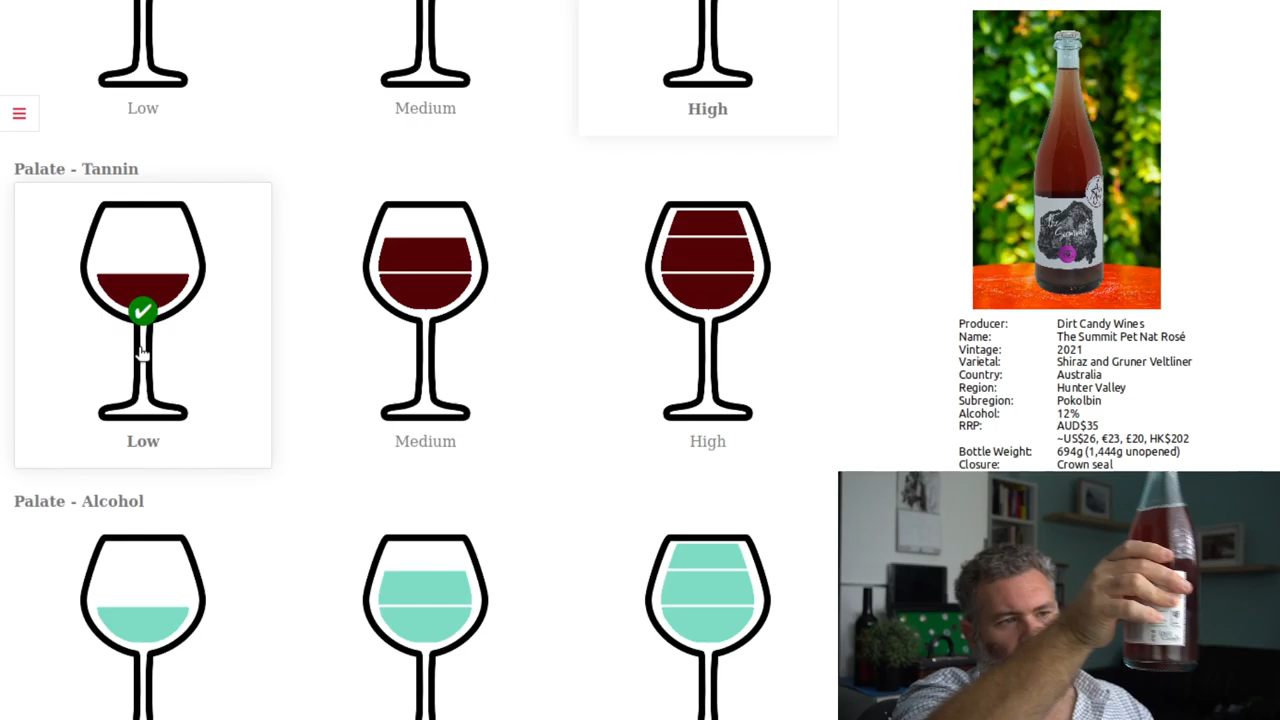 Low
Medium
High
Palate - Tannin
Low
Medium
High
Palate - Alcohol
The Summit
Producer: Dirt Candy Wines
Name: The Summit Pet Nat Rosé
Vintage: 2021
Varietal: Shiraz and Gruner Veltliner
Country: Australia
Region: Hunter Valley
Subregion: Pokolbin
Alcohol: 12%
RRP: AUD$35
~US$26, €23, £20, HK$202
Bottle Weight: 694g (1,444g unopened)
Closure: Crown seal